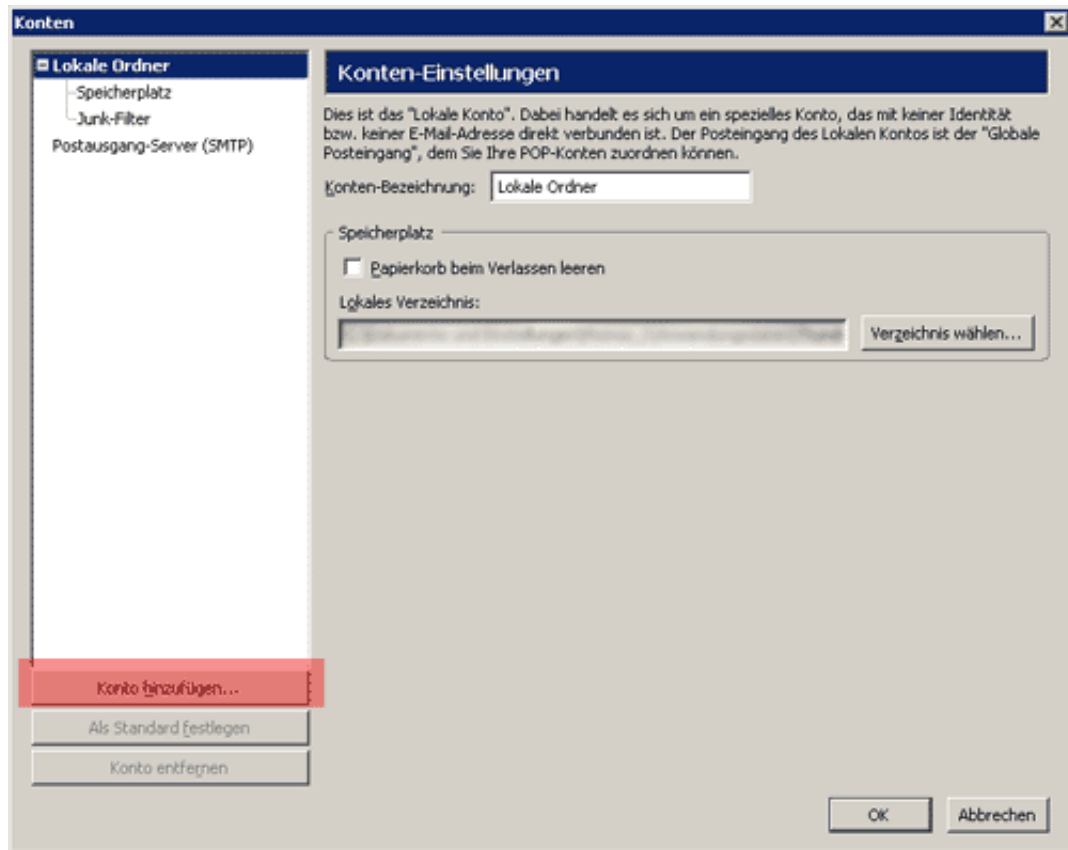 Konten
Lokale Ordner
Speicherplatz
Junk-Filter
Postausgang-Server (SMTP)
Konto hinzufügen...
Als Standard festlegen
Konto entfernen
Konten-Einstellungen
Dies ist das "Lokale Konto". Dabei handelt es sich um ein spezielles Konto, das mit keiner Identität
bzw. keiner E-Mail-Adresse direkt verbunden ist. Der Posteingang des Lokalen Kontos ist der "Globale
Posteingang", dem Sie Ihre POP-Konten zuordnen können.
Konten-Bezeichnung: Lokale Ordner
Speicherplatz
Papierkorb beim Verlassen leeren
Lokales Verzeichnis:
Verzeichnis wählen...
OK Abbrechen